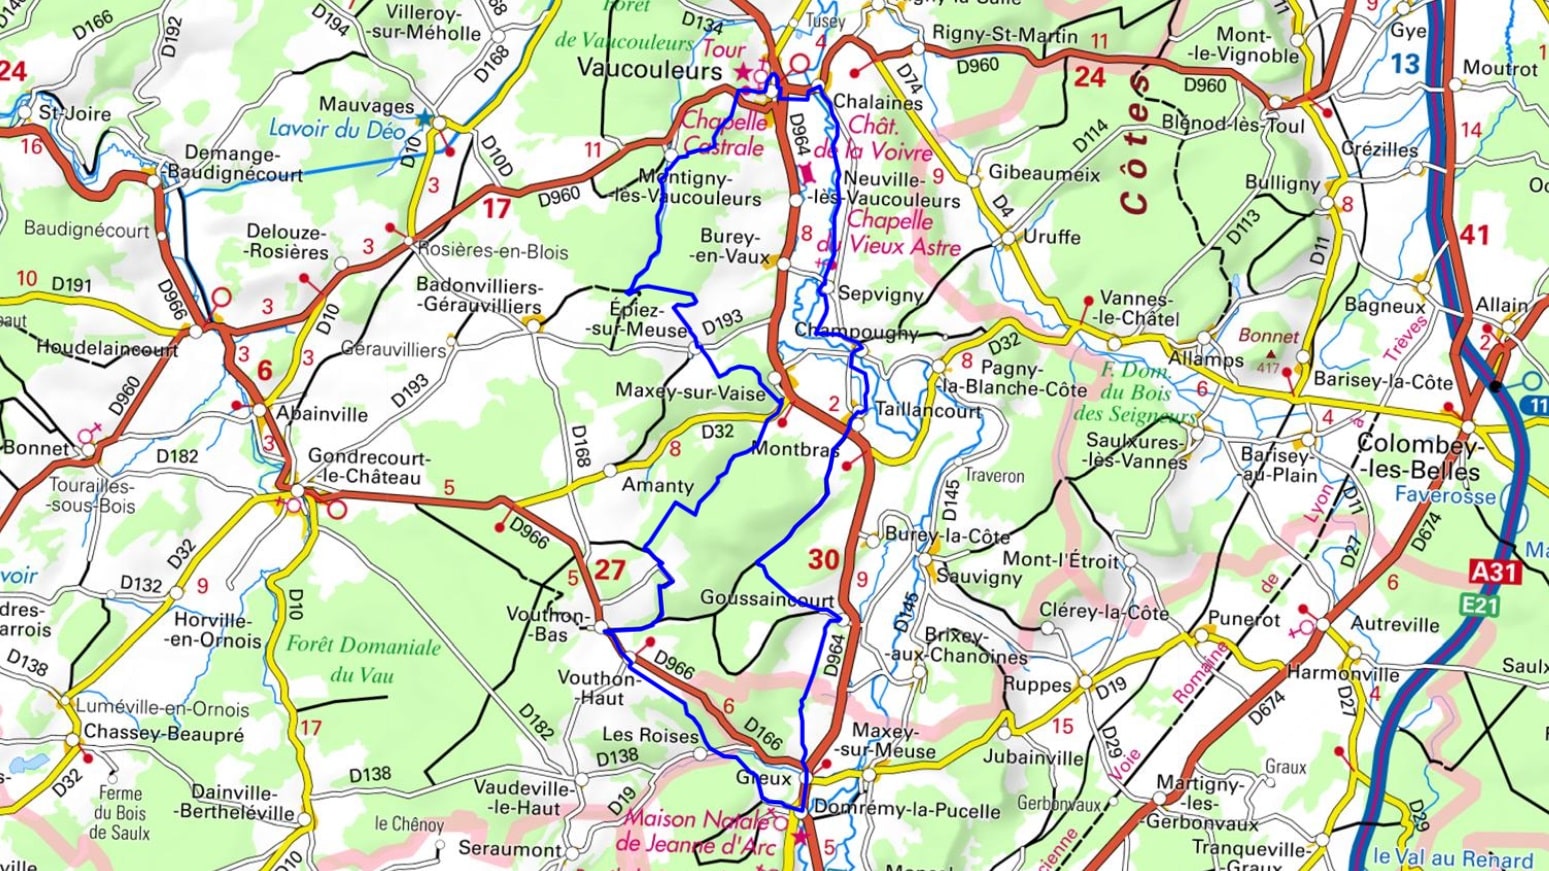 D166
D192
D194
Villeroy-
-sur-Méholle
D168
Forêt
de Vaucouleurs
D134
Tour
Vaucouleurs
Tusey
4
Rigny-St-Martin
11
D960
24
D960
Mont-
-le-Vignoble
Gye
13
Moutrot
24
St-Joire
16
Mauvages
Lavoir du Déo
D10
D10D
11
Chapelle
Castrale
D964
Chalaines
Chât.
de la Voivre
D74
D114
Côtes
Blénod-lès-Toul
14
Crézilles
Demange-
-Baudignécourt
3
17
D960
Montigny-
-lès-Vaucouleurs
Neuville-
-lès-Vaucouleurs
9
Gibeaumeix
D4
Bulligny
8
D113
D11
41
Baudignécourt
Delouze-
-Rosières
3
Rosières-en-Blois
Burey-
-en-Vaux
8
Chapelle
du Vieux Astre
Uruffe
10
D191
D966
3
D10
Badonvilliers-
-Gérauvilliers
Épiez-
-sur-Meuse
D193
Sepvigny
Champougny
Vannes-
-le-Châtel
Bagneux
Allain
Trèves
2
Houdelaincourt
3
3
Gérauvilliers
D193
D32
8
Pagny-
-la-Blanche-Côte
Bonnet
417
Allamps
6
Barisey-la-Côte
F. Dom.
du Bois
des Seigneurs
6
D960
Abainville
Maxey-sur-Vaise
2
Taillancourt
4
à
11
Colombey-
-les-Belles
Bonnet
3
D182
Gondrecourt-
-le-Château
D168
8
D32
Montbras
Saulxures-
-lès-Vannes
Barisey-
-au-Plain
Tourailles-
-sous-Bois
5
Amanty
Traveron
D145
Lyon
D11
Faverosse
D966
Burey-la-Côte
D674
D27
D32
D132
9
5
27
30
9
Sauvigny
Mont-l'Étroit
de
6
A31
E21
Horville-
-en-Ornois
D10
Vouthon-
-Bas
Goussaincourt
D145
Clérey-la-Côte
Punerot
Autreville
Forêt Domaniale
du Vau
D138
Vouthon-
-Haut
D966
D964
Brixey-
-aux-Chanoines
Ruppes
D19
Romaine
Harmonville
4
Luméville-en-Ornois
Chassey-Beaupré
17
D182
6
D166
Les Roises
Maxey-
-sur-Meuse
15
Jubainville
D29
D674
D27
D32
Ferme
du Bois
de Saulx
Dainville-
-Bertheléville
D138
Vaudeville-
-le-Haut
D138
D19
Greux
Domrémy-la-Pucelle
Gerbonvaux
Graux
Voie
Martigny-
-les-
-Gerbonvaux
D29
le Chênoy
Seraumont
Maison Natale
de Jeanne d'Arc
5
D10
Tranqueville-
-Graux
le Val au Renard